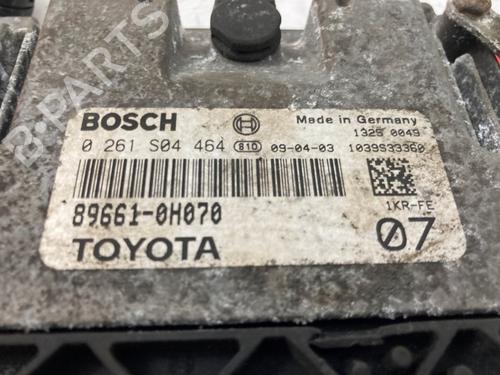 BOSCH
Made in Germany
1325 0049
0 261 S04 464 810 09-04-03 1039S33360
89661-0H070
1KR-FE
TOYOTA
07